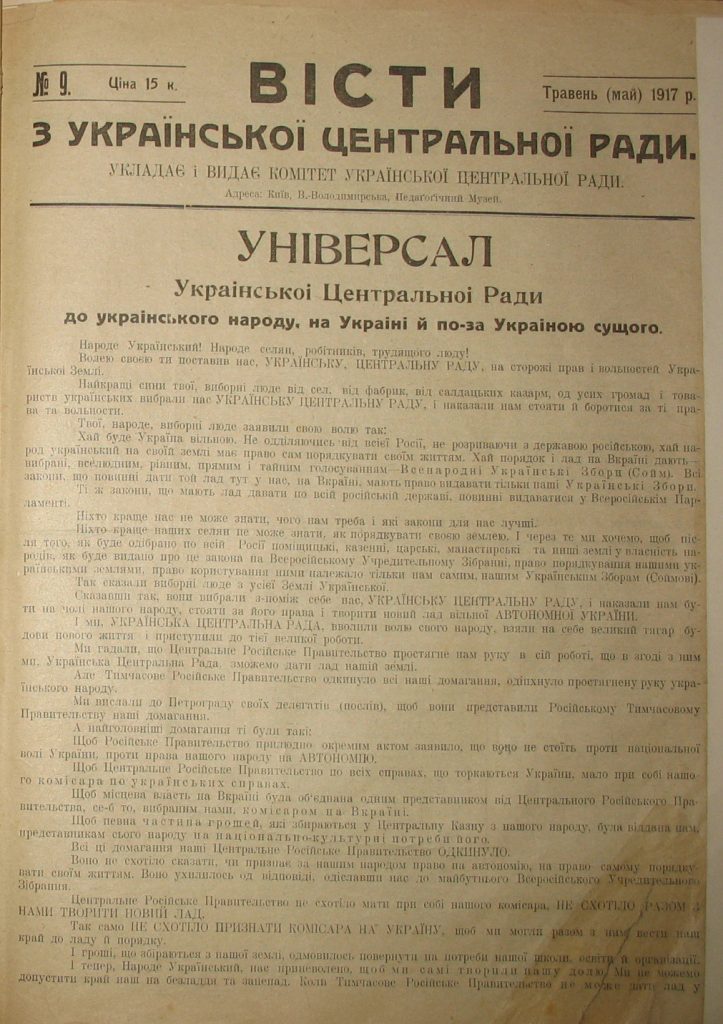 № 9.
Ціна 15 к.
ВІСТИ
Травень (май) 1917 р.
З УКРАЇНСЬКОЇ ЦЕНТРАЛЬНОЇ РАДИ.
УКЛАДАЄ і ВИДАЄ КОМІТЕТ УКРАЇНСЬКОЇ ЦЕНТРАЛЬНОЇ РАДИ.
Адреса: Київ, В.-Володимирська, Педаґоґічний Музей.
УНІВЕРСАЛ
Украінськоі Центральноі Ради
до украінського народу, на Украіні й по-за Украіною сущого.
Народе Український! Народе селян, робітників, трудящого люду!
Волею своєю ти поставив нас, УКРАЇНСЬКУ, ЦЕНТРАЛЬНУ РАДУ, на сторожі прав і вольностей Укра-
їнської Землі.
Найкращі сини твої, виборні люде від сел, від фабрик, від салдацьких казарм, од усих громад і това-
риств українських вибрали нас УКРАЇНСЬКУ ЦЕНТРАЛЬНУ РАДУ, і наказали нам стояти й боротися за ті пра-
ва та вольности.
Твої, народе, виборні люде заявили свою волю так:
Хай буде Україна вільною. Не одділяючись від всієї Росії, не розриваючи з державою російською, хай на-
род український на своїй землі має право сам порядкувати своїм життям. Хай порядок і лад на Вкраїні дають—
вибрані, вселюдним, рівним, прямим і тайним голосуванням—Всенародні Українські Збори (Сойм). Всі
закони, що повинні дати той лад тут у нас, на Вкраїні, мають право видавати тільки наші Українські Збори.
Ті ж закони, що мають лад давати по всій російській державі, повинні видаватися у Всеросійськім Пар-
ламенті.
Ніхто краще нас не може знати, чого нам треба і які закони для нас лучші.
Ніхто краще наших селян не може знати, як порядкувати своєю землею. І через те ми хочемо, щоб піс-
ля того, як буде одібрано по всій Росії поміщицькі, казенні, царські, манастирські та инші землі у власність на-
родів, як буде видано про це закона на Всеросійському Учредительному Зібранні, право порядкування нашими ук-
раїнськими землями, право користування ними належало тільки нам самим, нашим Українським Зборам (Соймові).
Так сказали виборні люде з усієї Землі Української.
Сказавши так, вони вибрали з-поміж себе нас, УКРАЇНСЬКУ ЦЕНТРАЛЬНУ РАДУ, і наказали нам бу-
ти на чолі нашого народу, стояти за його права і творити новий лад вільної АВТОНОМНОЇ УКРАЇНИ.
І ми, УКРАЇНСЬКА ЦЕНТРАЛЬНА РАДА, вволили волю свого народу, взяли на себе великий тягар бу-
дови нового життя і приступили до тієї великої роботи.
Ми гадали, що Центральне Російське Правительство простягне нам руку в сій роботі, що в згоді з ним
ми, Українська Центральна Рада, зможемо дати лад нашій землі.
Але Тимчасове Російське Правительство одкинуло всі наші домагання, одіпхнуло простягнену руку укра-
їнського народу.
Ми вислали до Петрограду своїх делегатів (послів), щоб вони представили Російському Тимчасовому
Правительству наші домагання.
А найголовніщі домагання ті були такі:
Щоб Російське Правительство прилюдно окремим актом заявило, що воно не стоїть проти національної
волі України, проти права нашого народу на АВТОНОМІЮ.
Щоб Центральне Російське Правительство по всіх справах, що торкаються України, мало при собі нашо-
го комісара по українських справах.
Щоб місцева власть на Вкраїні була об'єднана одним представником від Центрального Російського Пра-
вительства, се-б то, вибраним нами, комісаром на Вкраїні.
Щоб певна частина грошей, які збираються у Центральну Казну з нашого народу, була віддана нам,
представникам сього народу на національно-культурні потреби його.
Всі ці домагання наші Центральне Російське Правительство ОДКИНУЛО.
Воно не схотіло сказати, чи признає за нашим народом право на автономію, на право самому порядку-
вати своїм життям. Воно ухилилось од відповіді, одіславши нас до майбутнього Всеросійського Учредительного
Зібрання.
Центральне Російське Правительство не схотіло мати при собі нашого комісара, НЕ СХОТІЛО РАЗОМ З
НАМИ ТВОРИТИ НОВИЙ ЛАД.
Так само НЕ СХОТІЛО ПРИЗНАТИ КОМІСАРА НА УКРАЇНУ, щоб ми могли разом з ним вести наш
край до ладу й порядку.
І гроші, що збіраються з нашої землі, одмовилось повернути на потреби нашої школи, освіти й організації.
І тепер, Народе Український, нас приневолено, щоб ми самі творили нашу долю. Ми не можемо
допустити край наш на безладдя та занепад. Коли Тимчасове Російське Правительство не може дати лад у